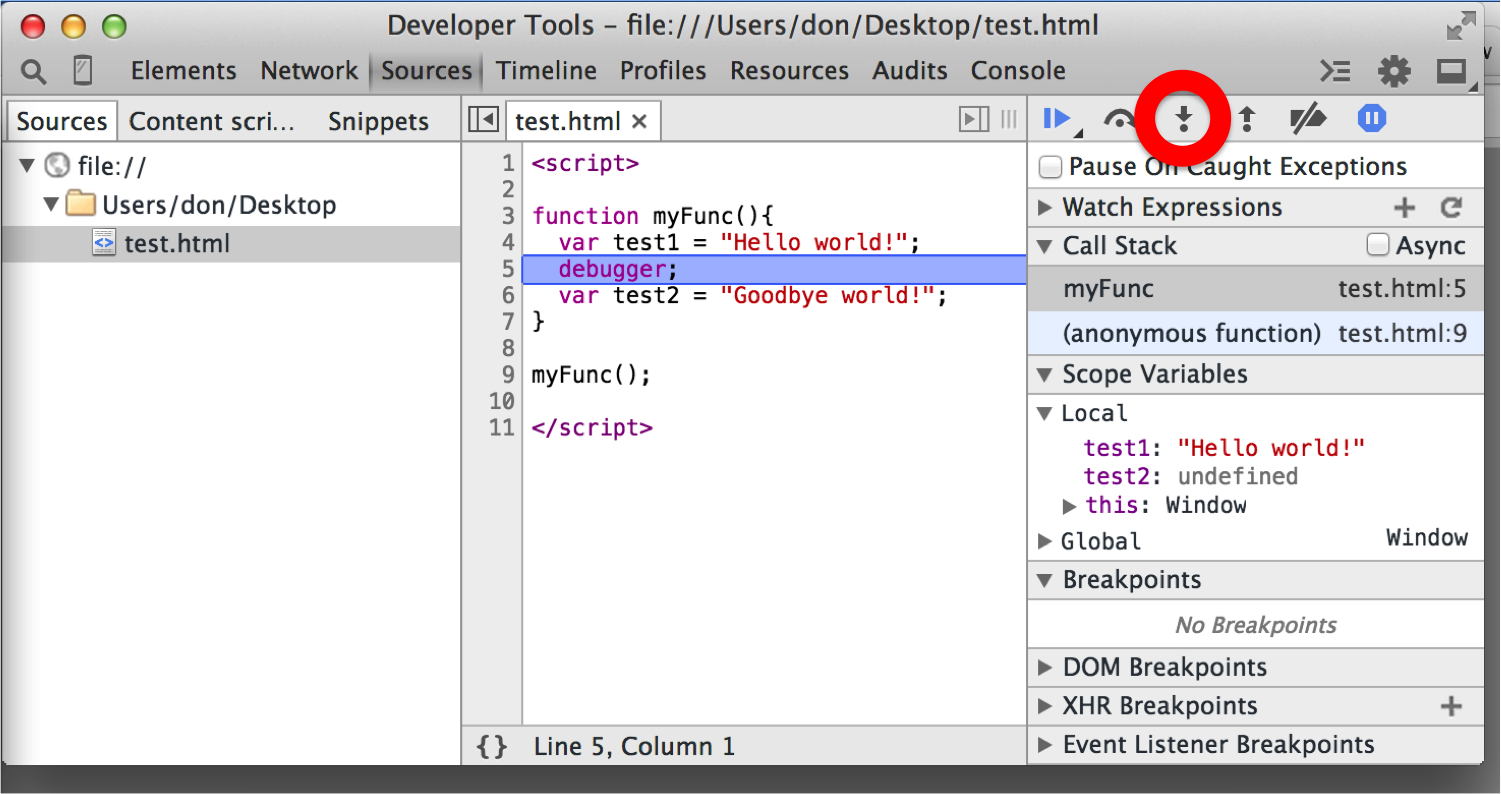 Developer Tools - file:///Users/don/Desktop/test.html
Elements Network Sources Timeline Profiles Resources Audits Console
Sources Content scri... Snippets
file://
Users/don/Desktop
test.html
test.html ×
1 <script>
2
3 function myFunc(){
4 var test1 = "Hello world!";
5 debugger;
6 var test2 = "Goodbye world!";
7 }
8
9 myFunc();
10
11 </script>
{} Line 5, Column 1
Pause On Caught Exceptions
Watch Expressions
Call Stack Async
myFunc test.html:5
(anonymous function) test.html:9
Scope Variables
Local
test1: "Hello world!"
test2: undefined
this: Window
Global Window
Breakpoints
No Breakpoints
DOM Breakpoints
XHR Breakpoints
Event Listener Breakpoints